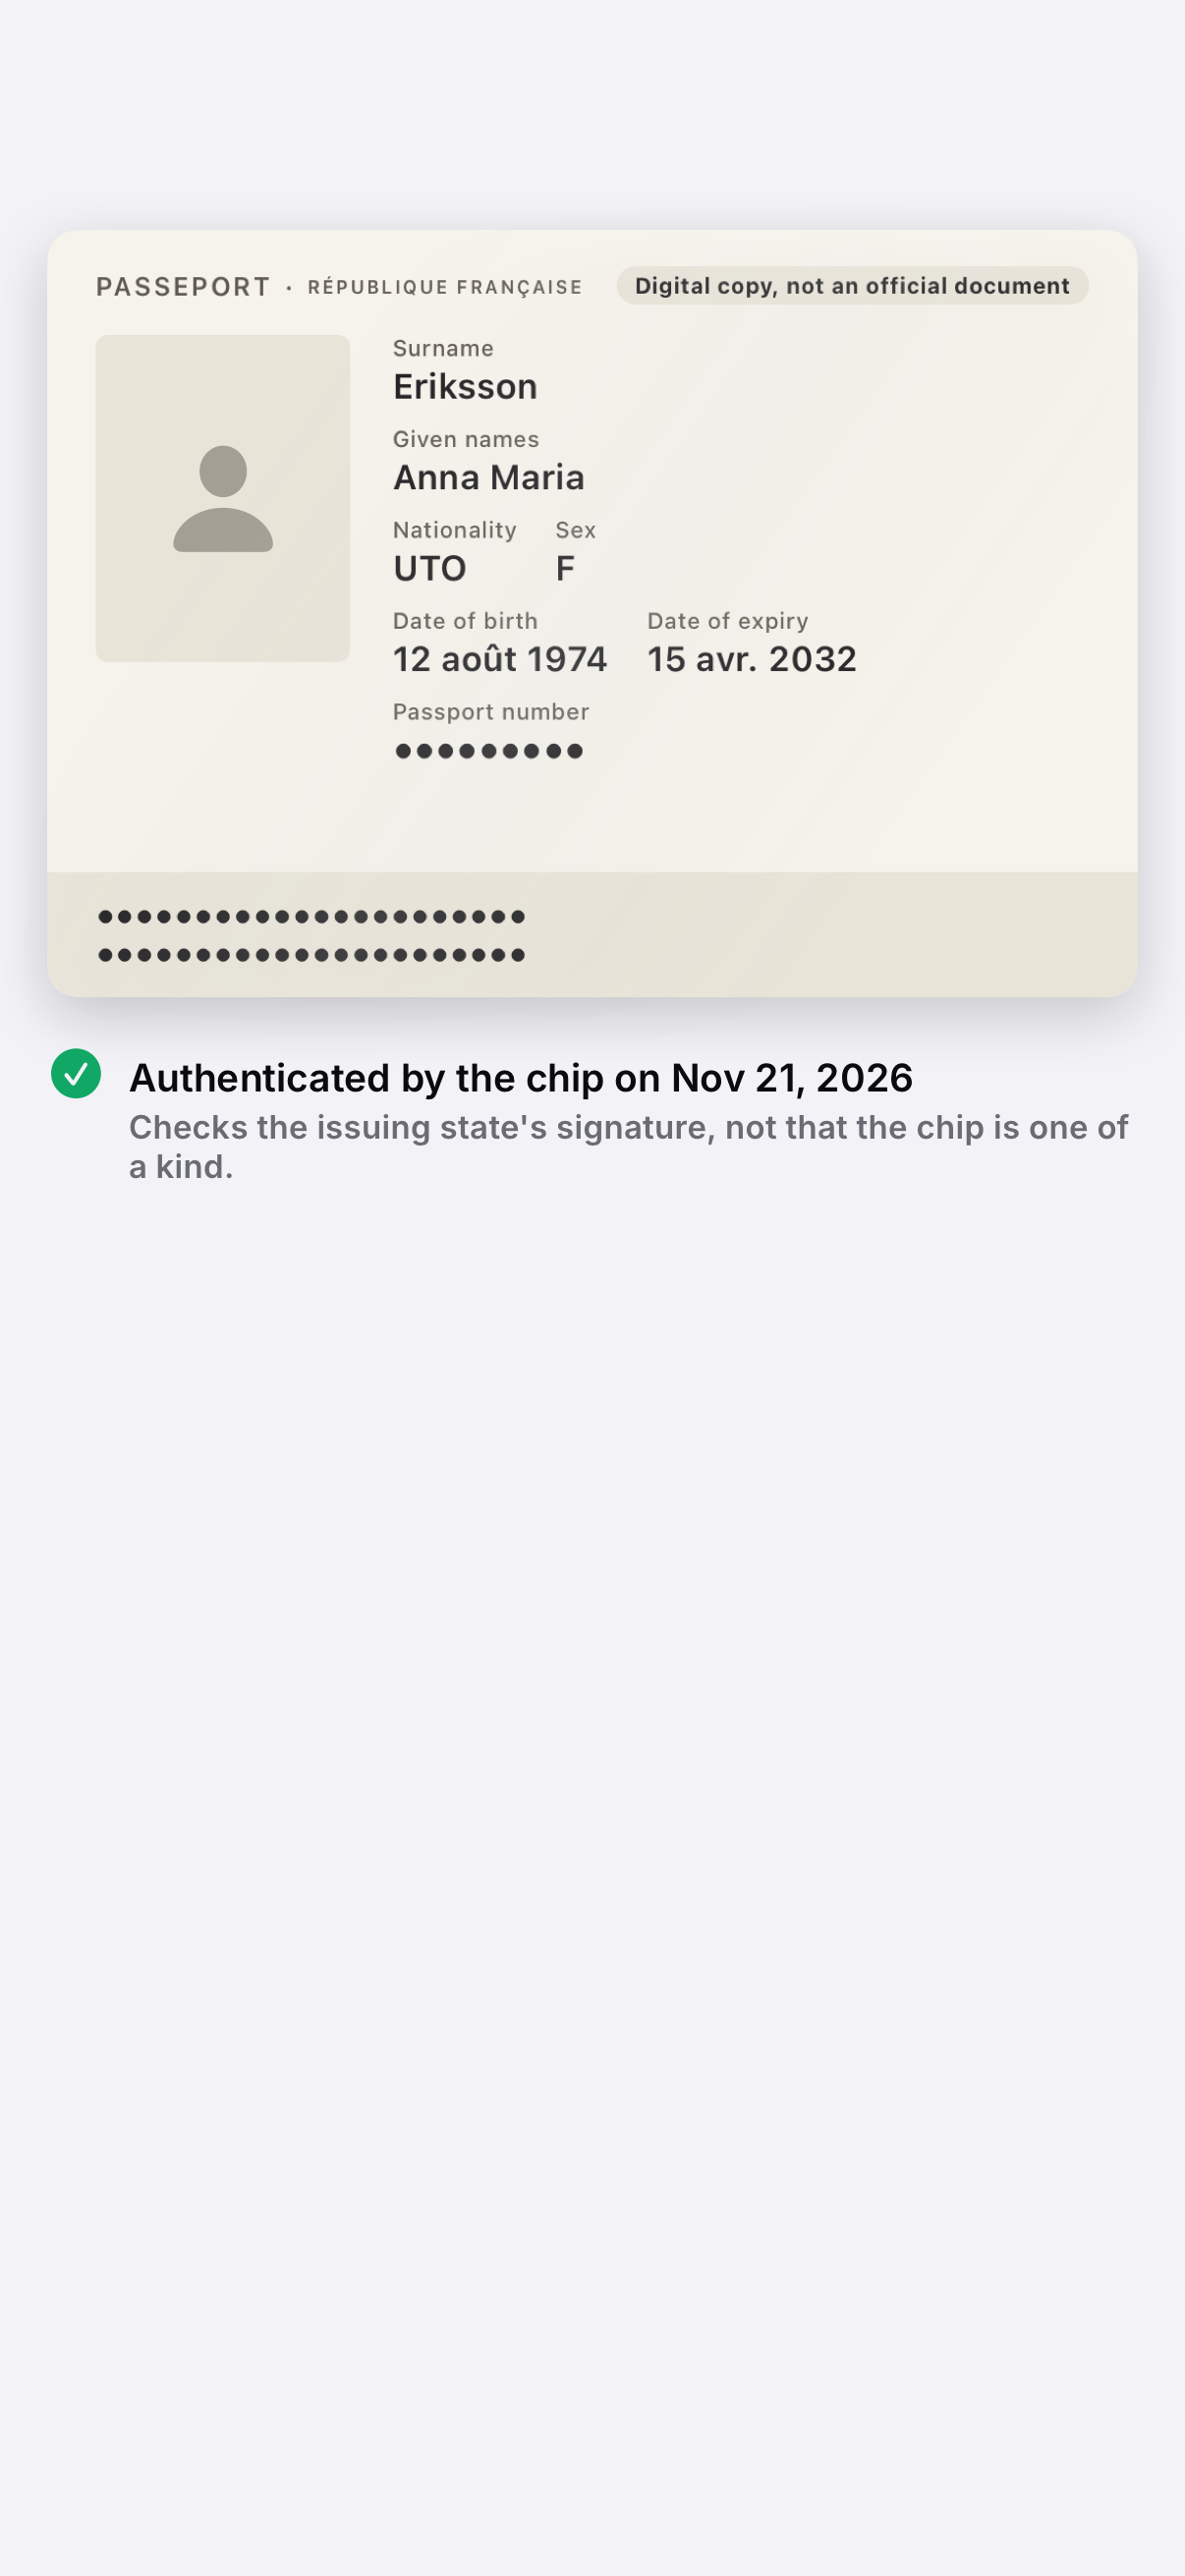 PASSEPORT · RÉPUBLIQUE FRANÇAISE
Digital copy, not an official document
Surname
Eriksson
Given names
Anna Maria
Nationality Sex
UTO F
Date of birth Date of expiry
12 août 1974 15 avr. 2032
Passport number
●●●●●●●●●
●●●●●●●●●●●●●●●●●●●●●●
●●●●●●●●●●●●●●●●●●●●●●
Authenticated by the chip on Nov 21, 2026
Checks the issuing state's signature, not that the chip is one of
a kind.